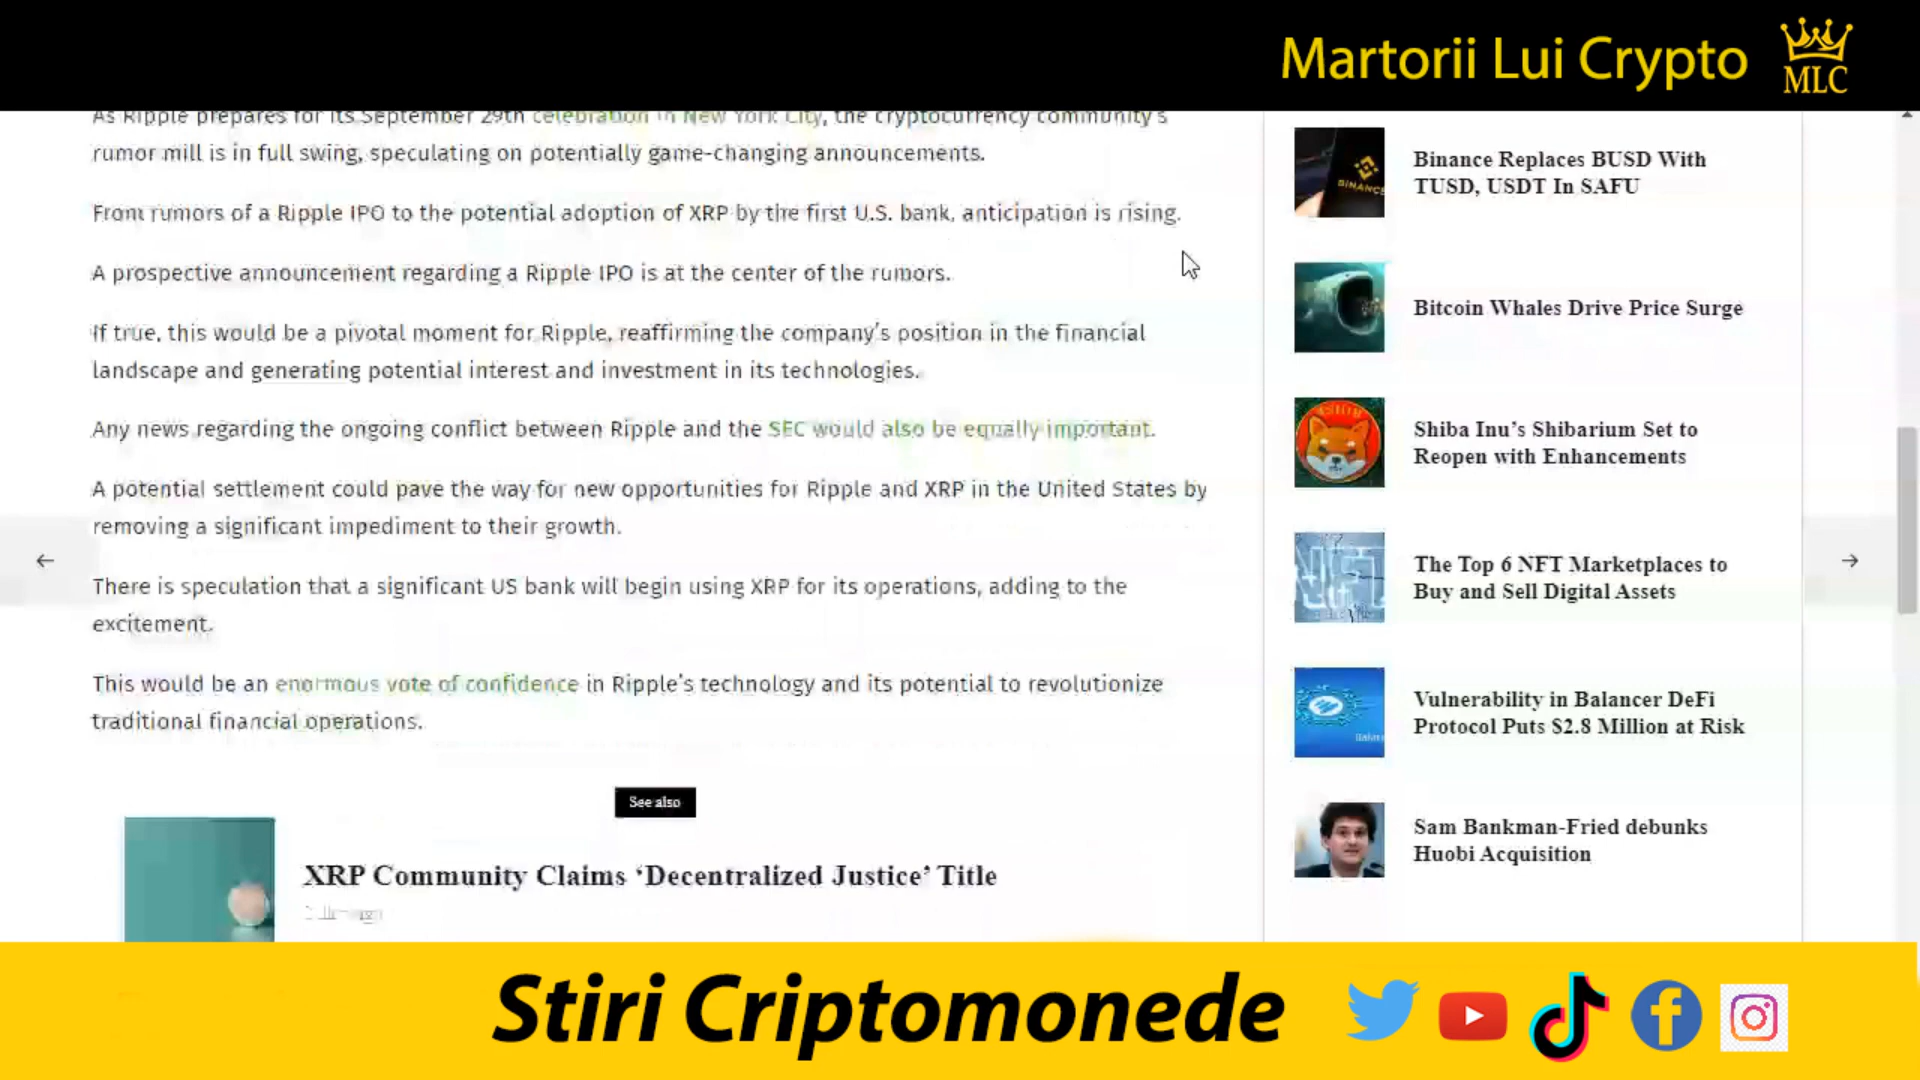 Martorii Lui Crypto
MLC
As Ripple prepares for its September 29th celebration in New York City, the cryptocurrency community's
rumor mill is in full swing, speculating on potentially game-changing announcements.
From rumors of a Ripple IPO to the potential adoption of XRP by the first U.S. bank, anticipation is rising.
A prospective announcement regarding a Ripple IPO is at the center of the rumors.
If true, this would be a pivotal moment for Ripple, reaffirming the company's position in the financial
landscape and generating potential interest and investment in its technologies.
Any news regarding the ongoing conflict between Ripple and the SEC would also be equally important.
A potential settlement could pave the way for new opportunities for Ripple and XRP in the United States by
removing a significant impediment to their growth.
There is speculation that a significant US bank will begin using XRP for its operations, adding to the
excitement.
This would be an enormous vote of confidence in Ripple's technology and its potential to revolutionize
traditional financial operations.
See also
XRP Community Claims ‘Decentralized Justice’ Title
BINANCE
Binance Replaces BUSD With
TUSD, USDT In SAFU
Bitcoin Whales Drive Price Surge
Shiba Inu’s Shibarium Set to
Reopen with Enhancements
NFT
The Top 6 NFT Marketplaces to
Buy and Sell Digital Assets
Vulnerability in Balancer DeFi
Protocol Puts $2.8 Million at Risk
Sam Bankman-Fried debunks
Huobi Acquisition
Stiri Criptomonede